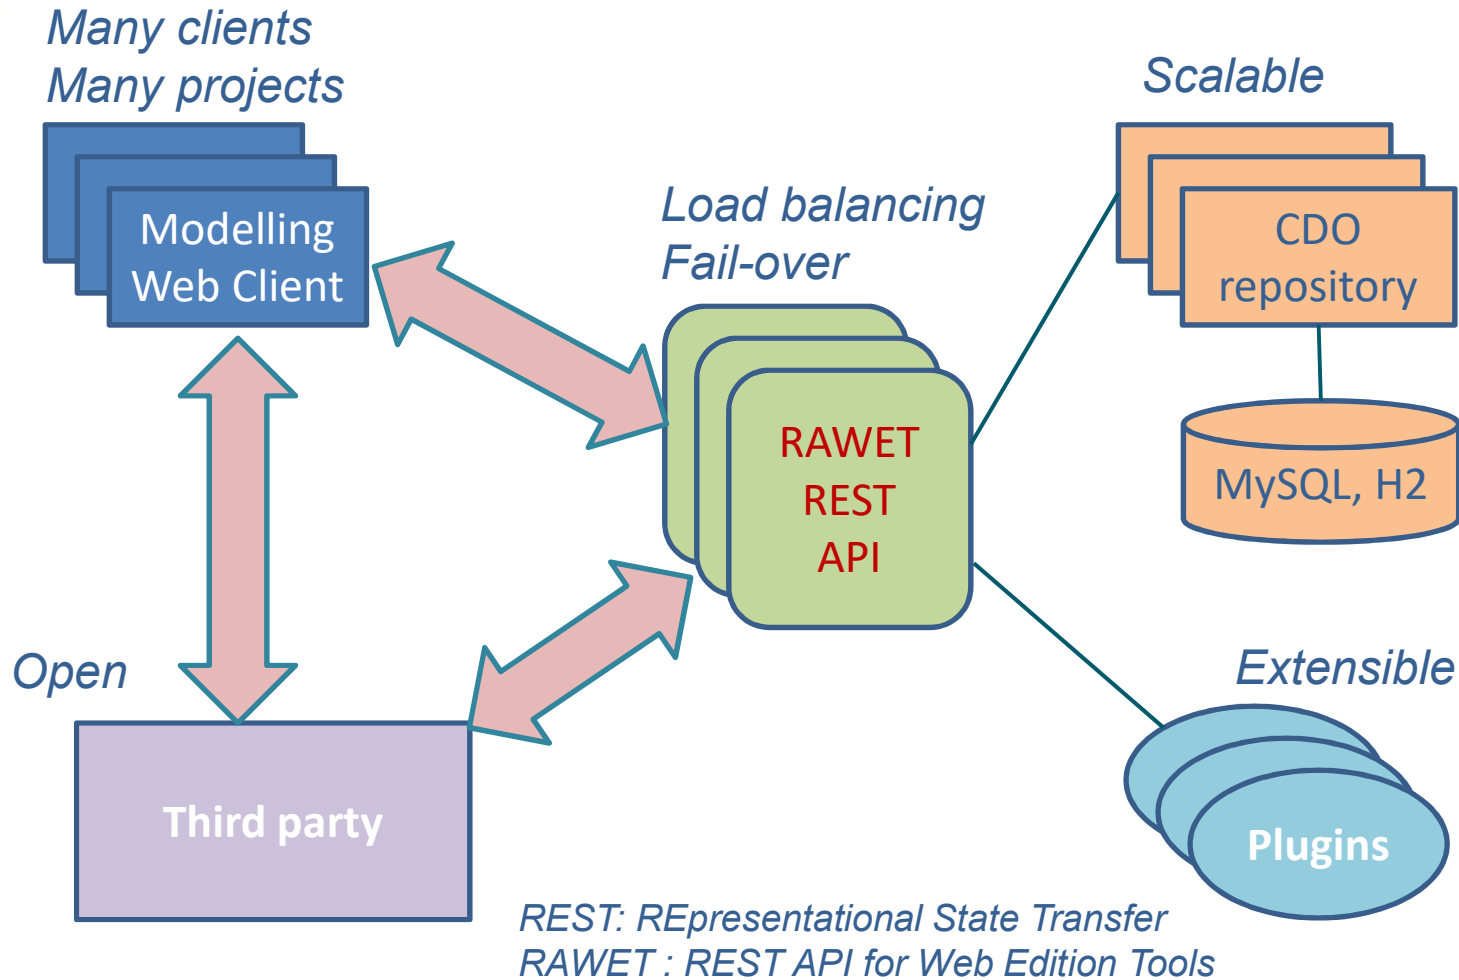 Many clients
Many projects
Modelling
Web Client
Load balancing
Fail-over
RAWET
REST
API
Scalable
CDO
repository
MySQL, H2
Open
Third party
Extensible
Plugins
REST: REpresentational State Transfer
RAWET : REST API for Web Edition Tools